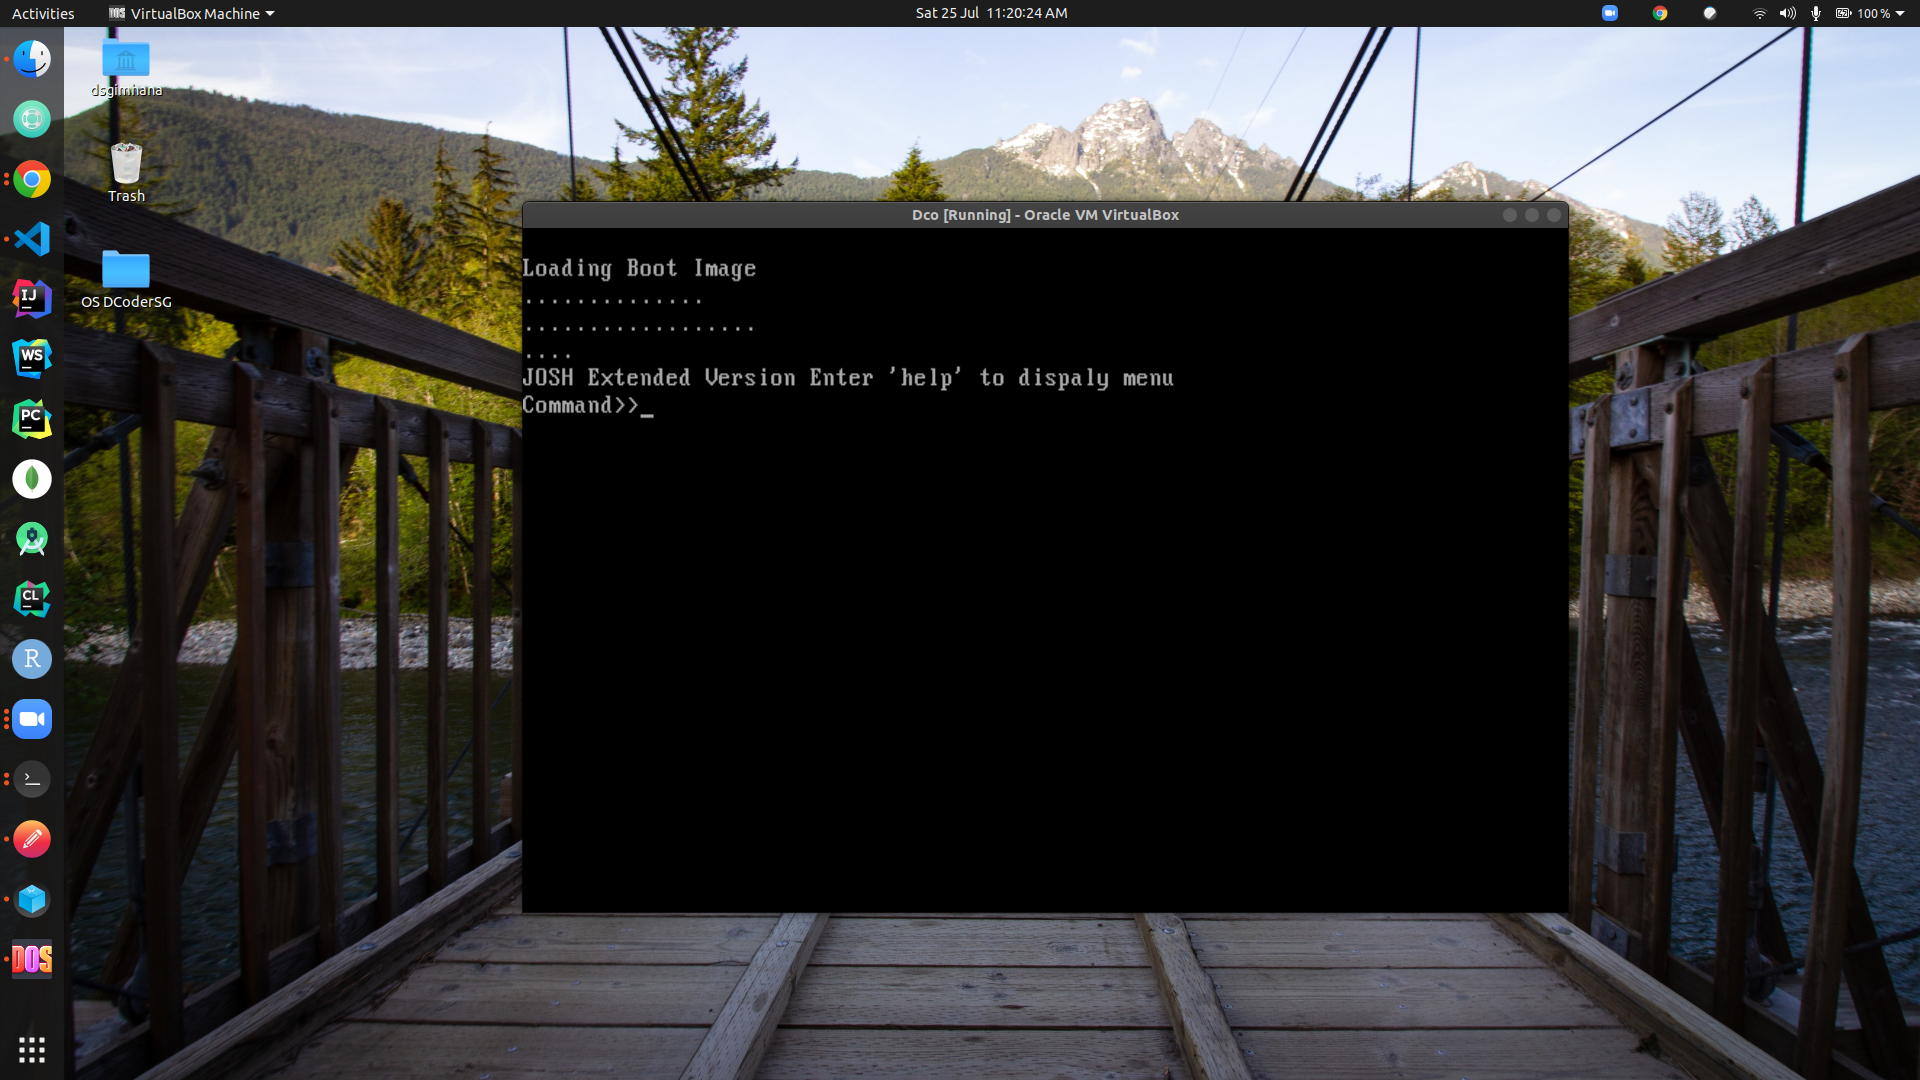 Activities
VirtualBox Machine
Sat 25 Jul 11:20:24 AM
100 %
dsgimhana
Trash
OS DCoderSG
IJ
WS
PC
CL
R
>_
DOS
Dco [Running] - Oracle VM VirtualBox
Loading Boot Image
..............
..................
....
JOSH Extended Version Enter 'help' to dispaly menu
Command>>_